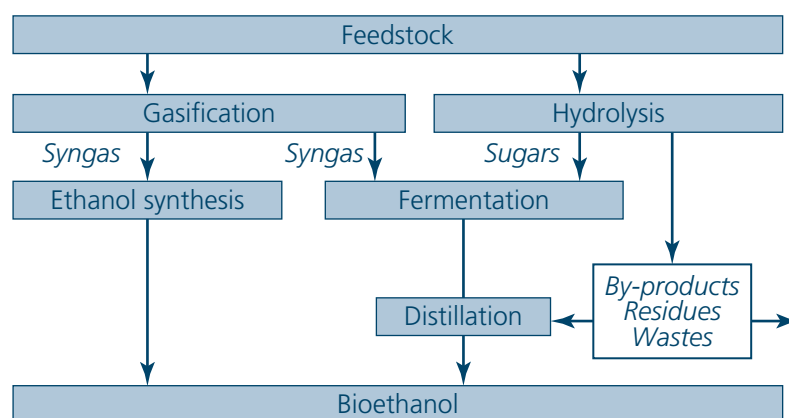 Feedstock
Gasification
Hydrolysis
Syngas
Syngas
Sugars
Ethanol synthesis
Fermentation
By-products
Residues
Wastes
Distillation
Bioethanol